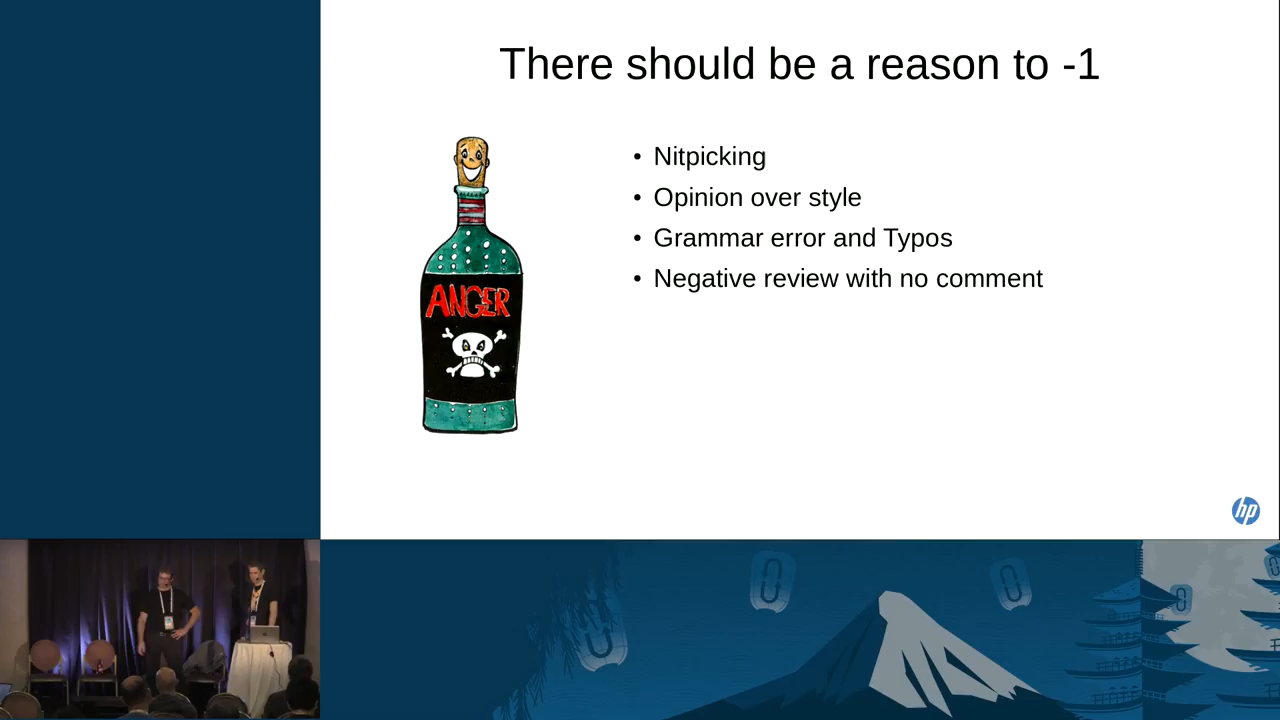 There should be a reason to -1
• Nitpicking
• Opinion over style
• Grammar error and Typos
• Negative review with no comment
ANGER
hp